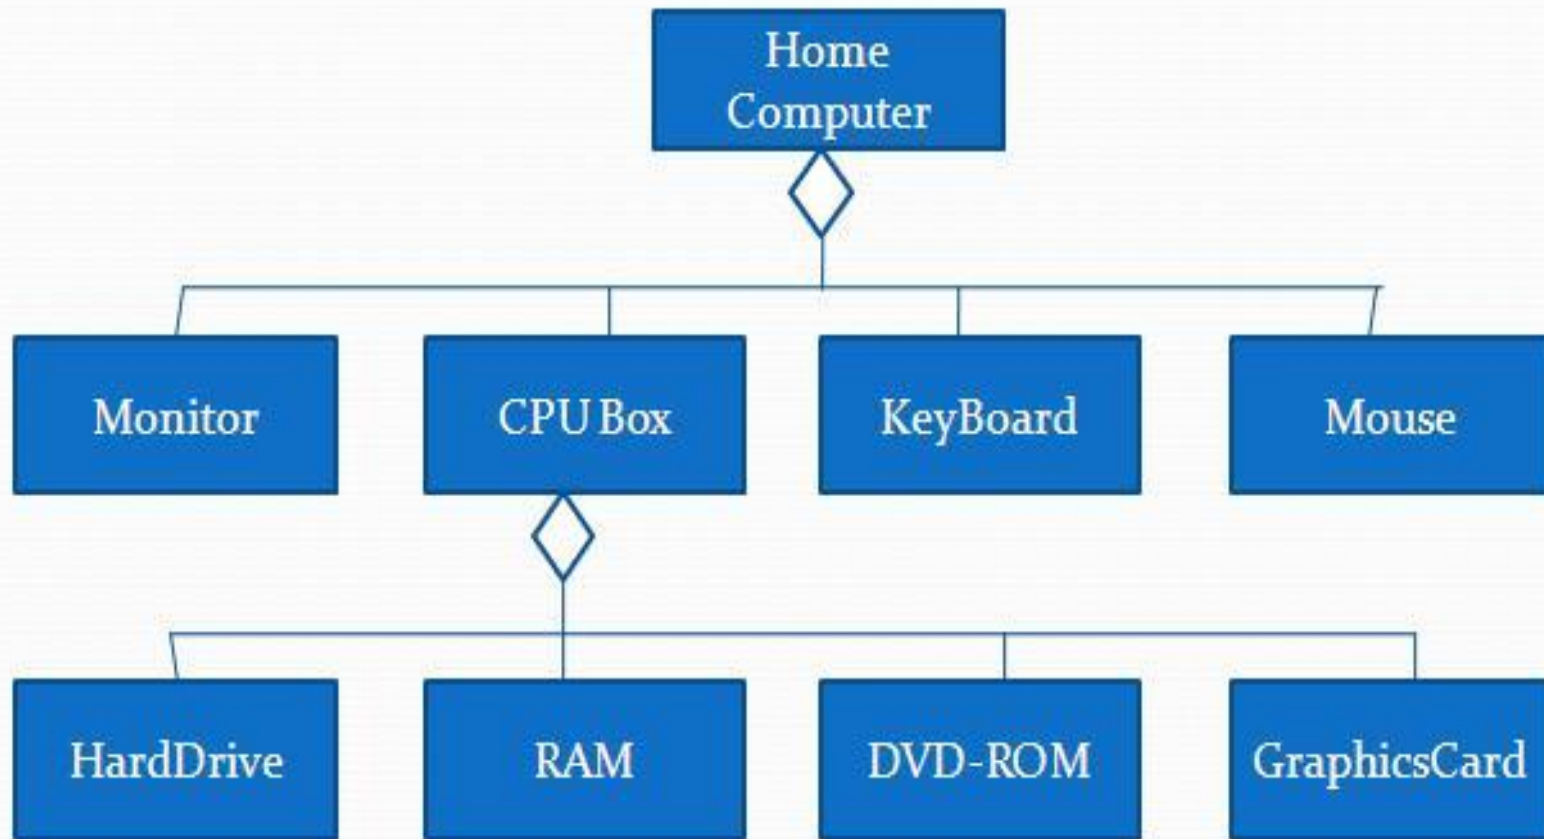 Home
Computer
Monitor
CPU Box
KeyBoard
Mouse
HardDrive
RAM
DVD-ROM
GraphicsCard